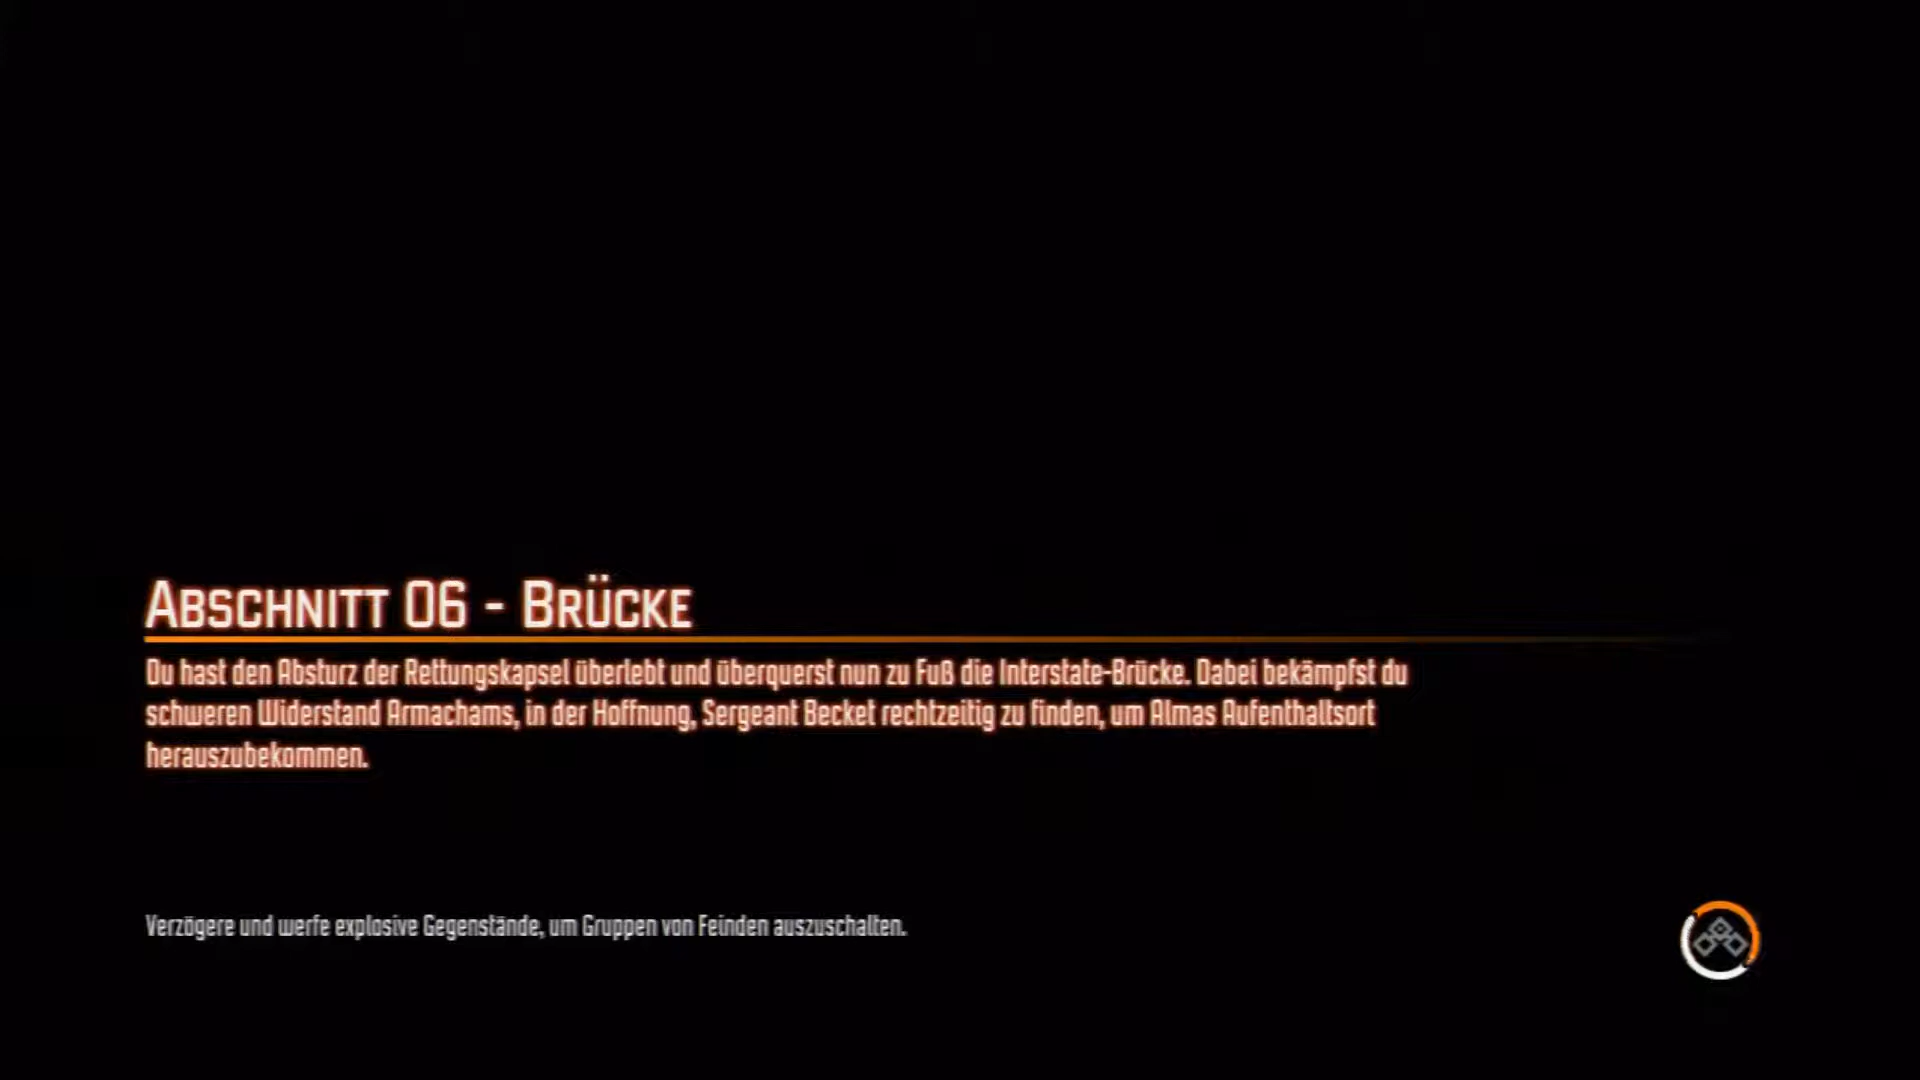 Abschnitt 06 - Brücke
Du hast den Absturz der Rettungskapsel überlebt und überquerst nun zu Fuß die Interstate-Brücke. Dabei bekämpfst du
schweren Widerstand Armachams, in der Hoffnung, Sergeant Becket rechtzeitig zu finden, um Almas Aufenthaltsort
herauszubekommen.
Verzögere und werfe explosive Gegenstände, um Gruppen von Feinden auszuschalten.